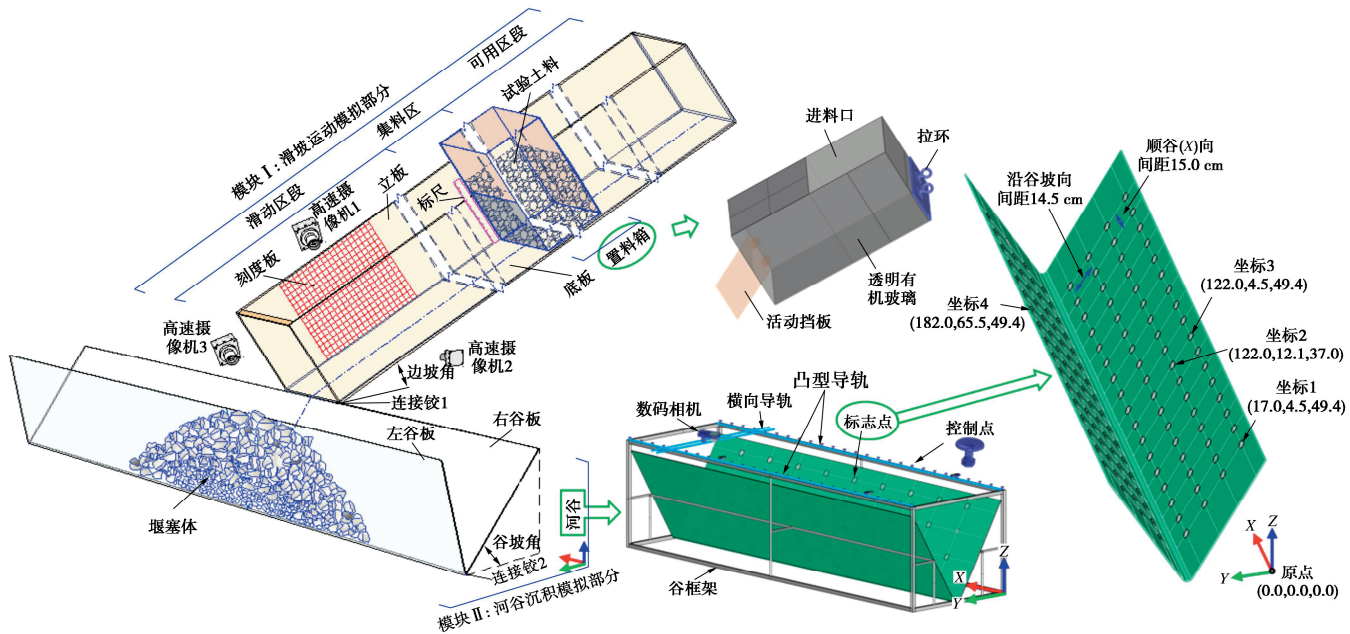 模块Ⅰ:滑坡运动模拟部分
可用区段
集料区
滑动区段
试验土料
立板
标尺
高速摄
像机1
刻度板
置料箱
底板
高速摄
像机3
高速摄
像机2
边坡角
连接铰1
右谷板
左谷板
堰塞体
谷坡角
连接铰2
模块Ⅱ:河谷沉积模拟部分
河谷
进料口
拉环
透明有
机玻璃
活动挡板
数码相机
横向导轨
凸型导轨
标志点
控制点
谷框架
X
Y
Z
顺谷(X)向
间距15.0 cm
沿谷坡向
间距14.5 cm
坐标3
(122.0,4.5,49.4)
坐标4
(182.0,65.5,49.4)
坐标2
(122.0,12.1,37.0)
坐标1
(17.0,4.5,49.4)
X
Z
Y
原点
(0.0,0.0,0.0)